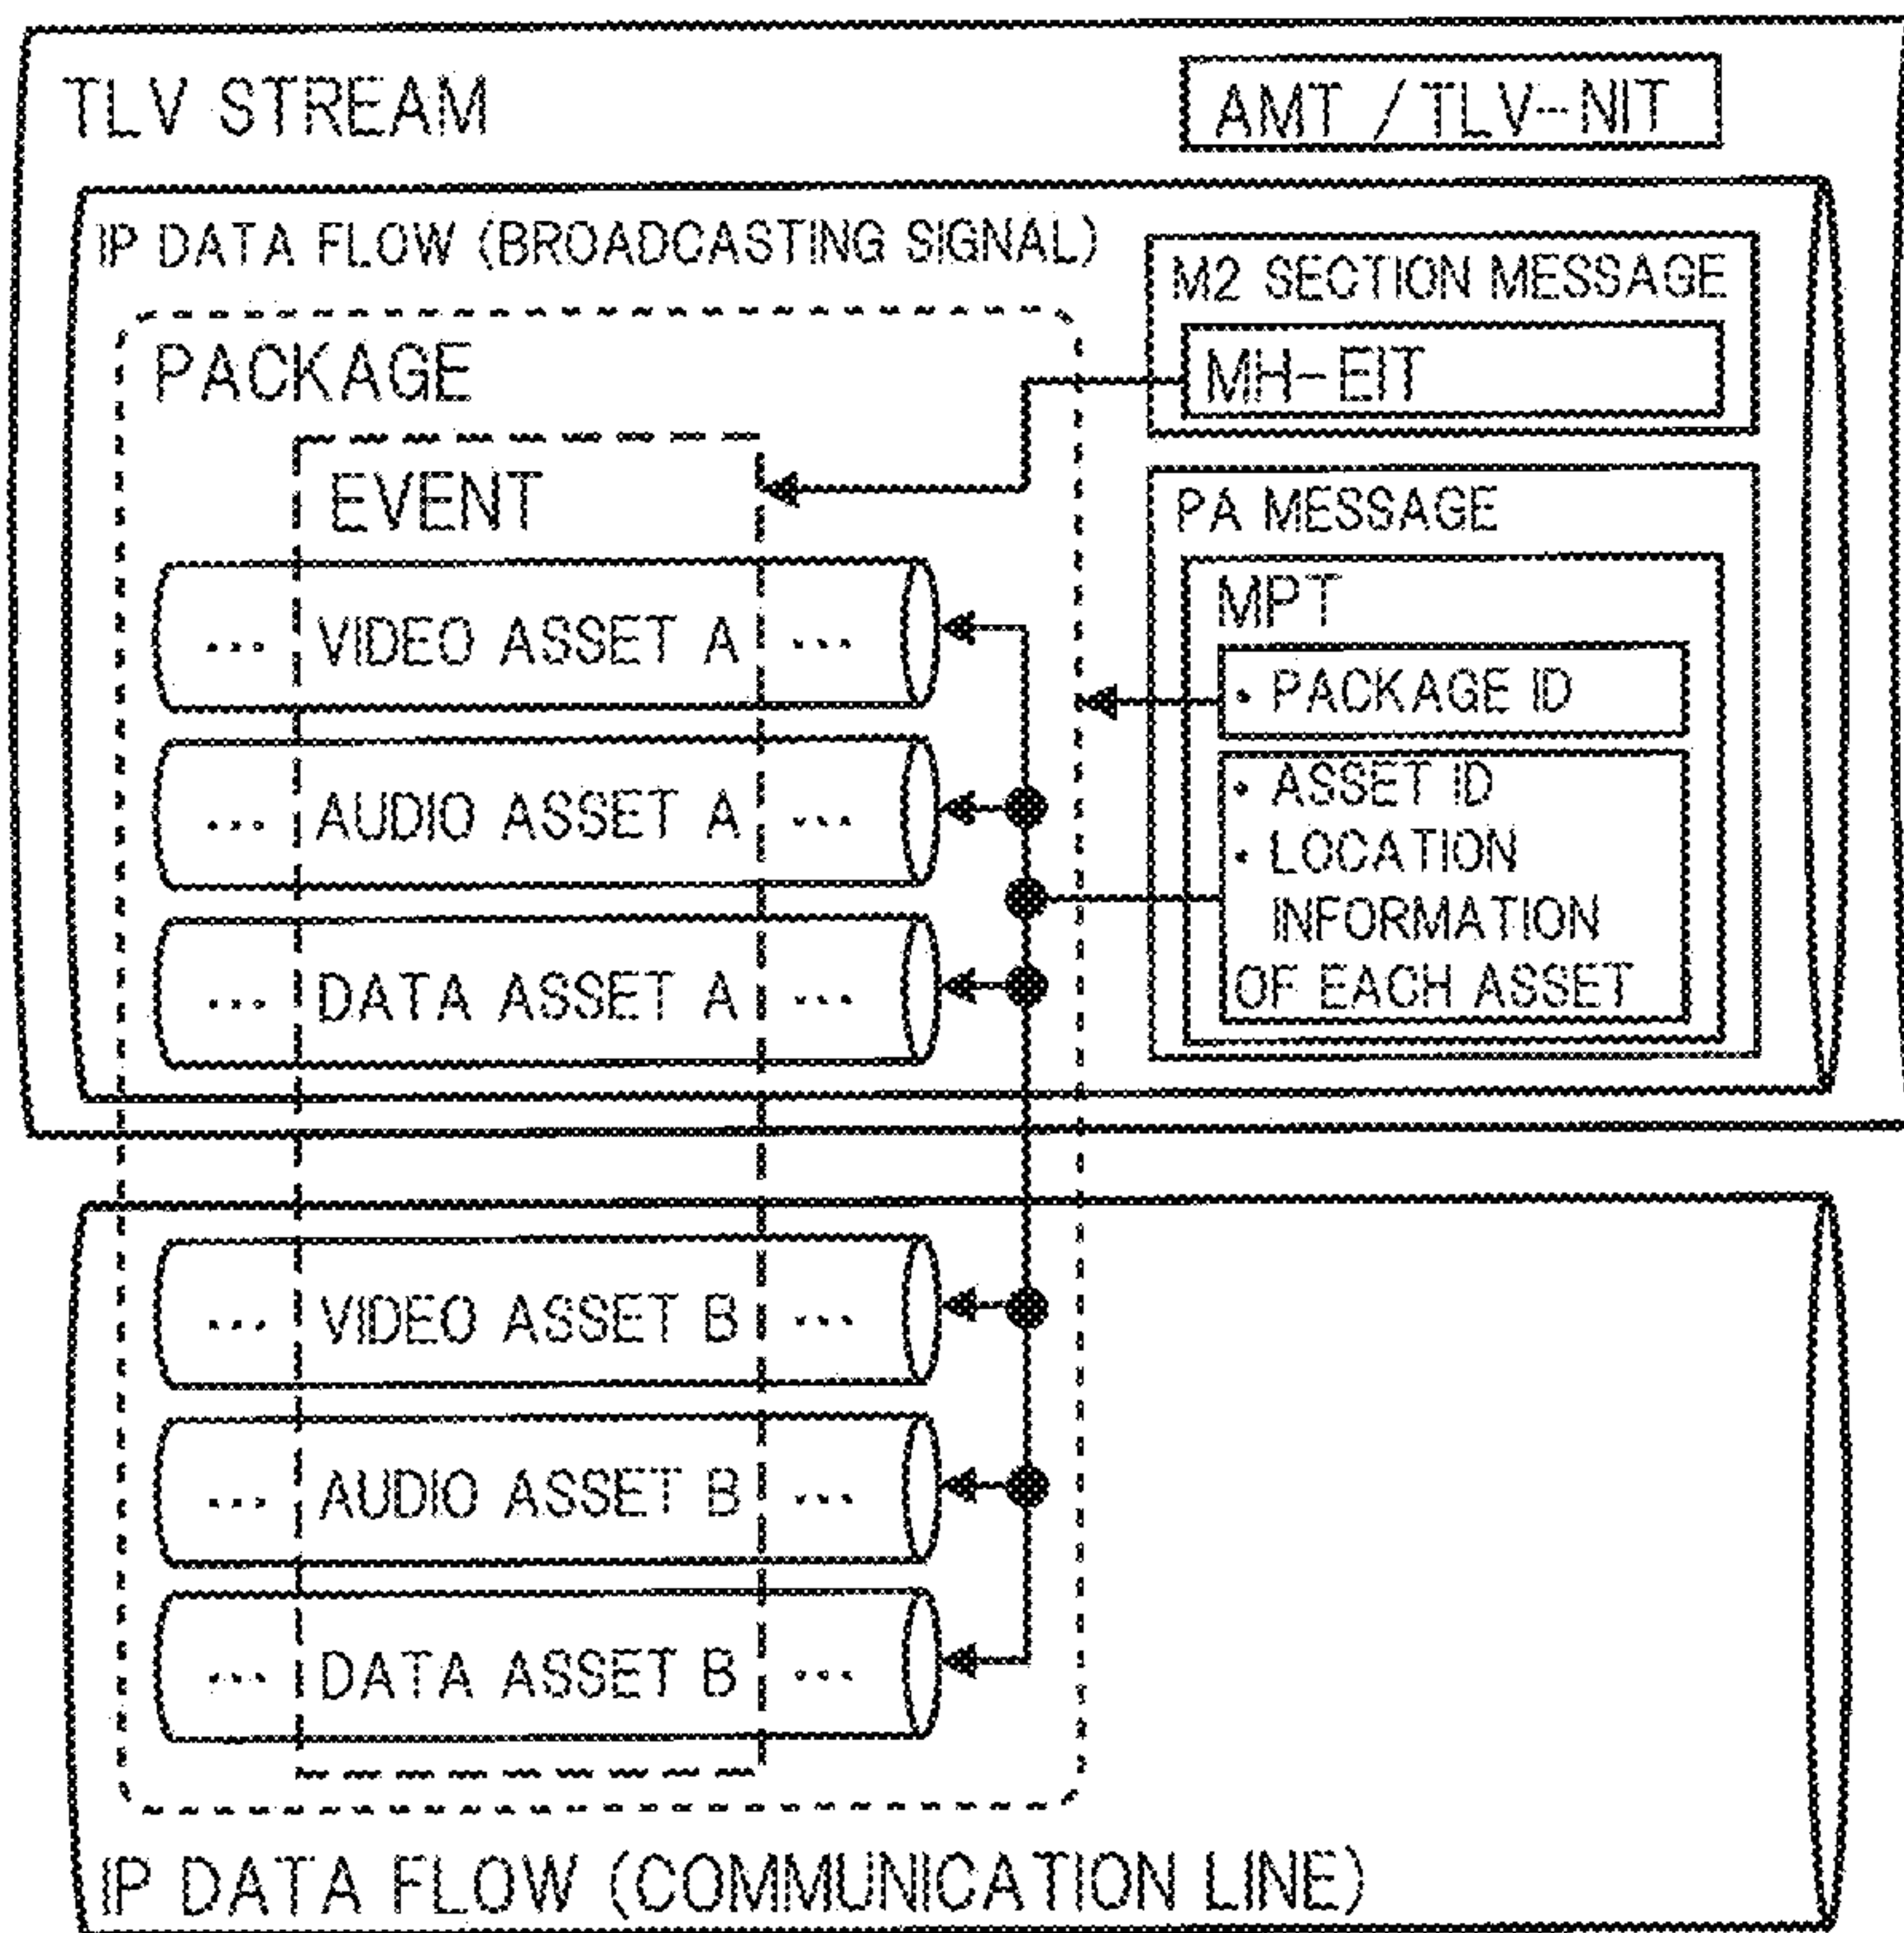 TLV STREAM
AMT / TLV-NIT
IP DATA FLOW (BROADCASTING SIGNAL)
M2 SECTION MESSAGE
MH-EIT
PACKAGE
EVENT
PA MESSAGE
MPT
• PACKAGE ID
• ASSET ID
• LOCATION
INFORMATION
OF EACH ASSET
... VIDEO ASSET A ...
... AUDIO ASSET A ...
... DATA ASSET A ...
... VIDEO ASSET B ...
... AUDIO ASSET B ...
... DATA ASSET B ...
IP DATA FLOW (COMMUNICATION LINE)